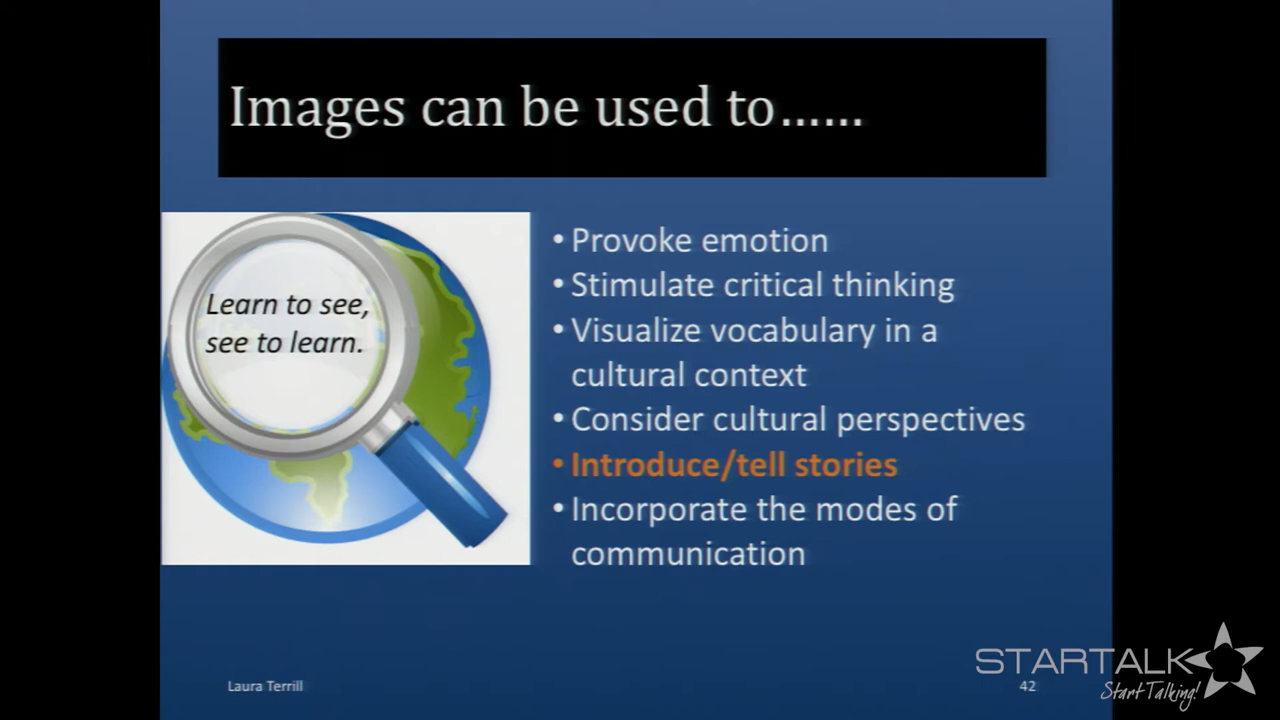 Images can be used to......
Learn to see,
see to learn.
• Provoke emotion
• Stimulate critical thinking
• Visualize vocabulary in a
cultural context
• Consider cultural perspectives
• Introduce/tell stories
• Incorporate the modes of
communication
Laura Terrill
42
STARTALK
Start Talking!